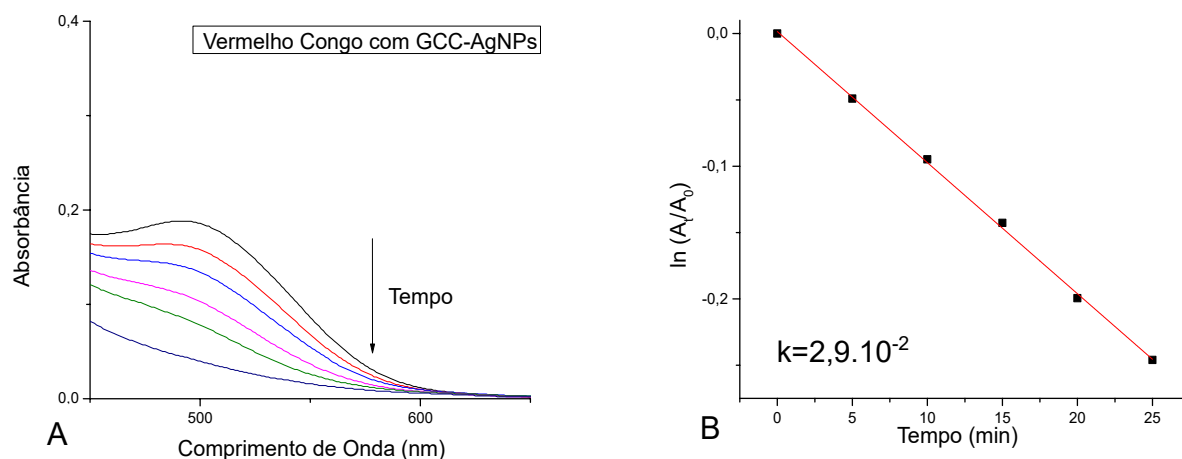 0,4
Vermelho Congo com GCC-AgNPs
0,2
Absorbância
Tempo
0.0
500
600
A
Comprimento de Onda (nm)
0,0
-0,1
ln (A_t/A_0)
-0,2
k=2,9.10^-2
0
5
10
15
20
25
B
Tempo (min)